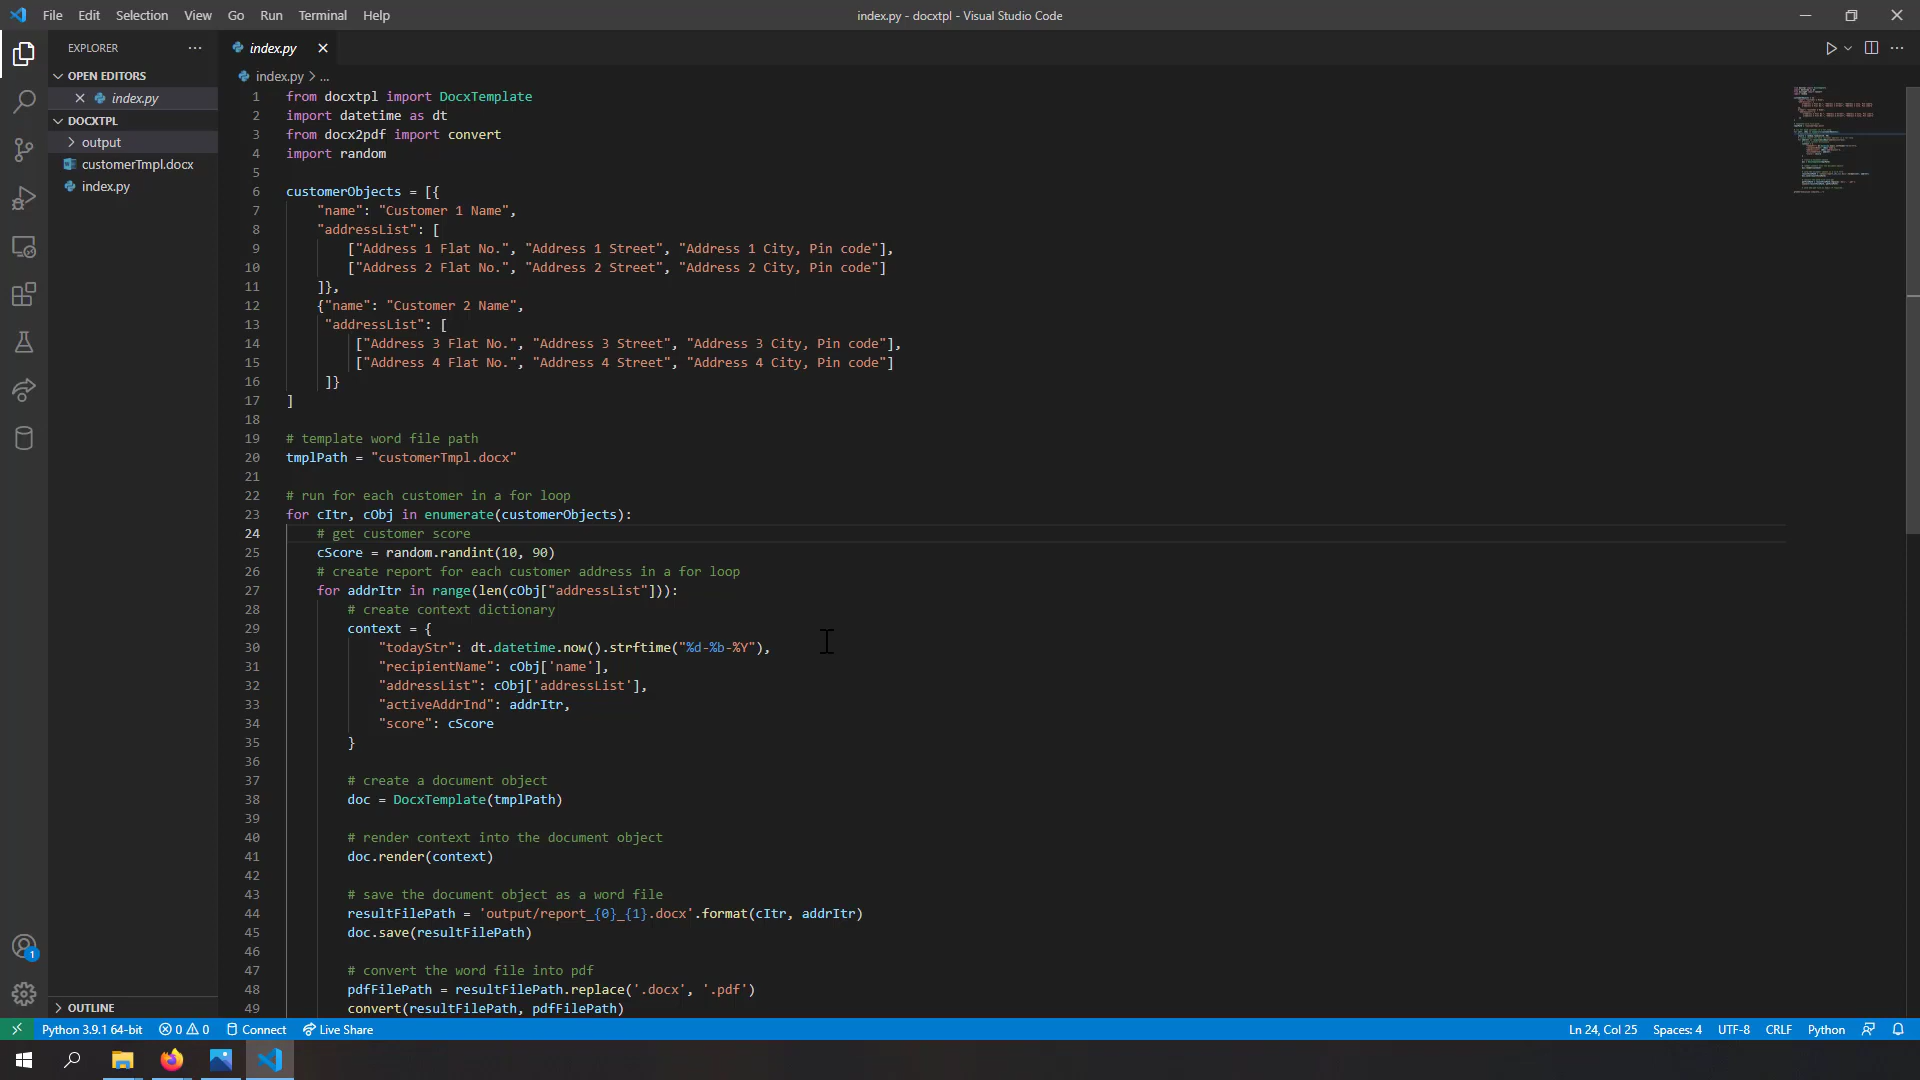 File Edit Selection View Go Run Terminal Help
index.py - docxtpl - Visual Studio Code
EXPLORER
OPEN EDITORS
index.py
DOCXTPL
output
customerTmpl.docx
index.py
OUTLINE
index.py
index.py > ...
1 from docxtpl import DocxTemplate
2 import datetime as dt
3 from docx2pdf import convert
4 import random
5
6 customerObjects = [{
7     "name": "Customer 1 Name",
8     "addressList": [
9         ["Address 1 Flat No.", "Address 1 Street", "Address 1 City, Pin code"],
10         ["Address 2 Flat No.", "Address 2 Street", "Address 2 City, Pin code"]
11     ]},
12     {"name": "Customer 2 Name",
13      "addressList": [
14          ["Address 3 Flat No.", "Address 3 Street", "Address 3 City, Pin code"],
15          ["Address 4 Flat No.", "Address 4 Street", "Address 4 City, Pin code"]
16      ]}
17 ]
18
19 # template word file path
20 tmplPath = "customerTmpl.docx"
21
22 # run for each customer in a for loop
23 for cItr, cObj in enumerate(customerObjects):
24     # get customer score
25     cScore = random.randint(10, 90)
26     # create report for each customer address in a for loop
27     for addrItr in range(len(cObj["addressList"])):
28         # create context dictionary
29         context = {
30             "todayStr": dt.datetime.now().strftime("%d-%b-%Y"),
31             "recipientName": cObj['name'],
32             "addressList": cObj['addressList'],
33             "activeAddrInd": addrItr,
34             "score": cScore
35         }
36
37         # create a document object
38         doc = DocxTemplate(tmplPath)
39
40         # render context into the document object
41         doc.render(context)
42
43         # save the document object as a word file
44         resultFilePath = 'output/report_{0}_{1}.docx'.format(cItr, addrItr)
45         doc.save(resultFilePath)
46
47         # convert the word file into pdf
48         pdfFilePath = resultFilePath.replace('.docx', '.pdf')
49         convert(resultFilePath, pdfFilePath)
1
Python 3.9.1 64-bit 0 0 Connect Live Share
Ln 24, Col 25 Spaces: 4 UTF-8 CRLF Python